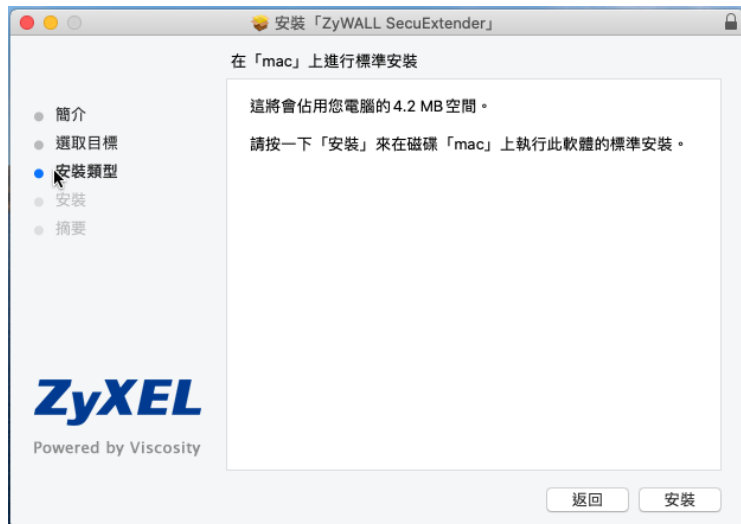 安裝「ZyWALL SecuExtender」
在「mac」上進行標準安裝
簡介
選取目標
安裝類型
安裝
摘要
這將會佔用您電腦的 4.2 MB 空間。
請按一下「安裝」來在磁碟「mac」上執行此軟體的標準安裝。
ZyXEL
Powered by Viscosity
返回
安裝